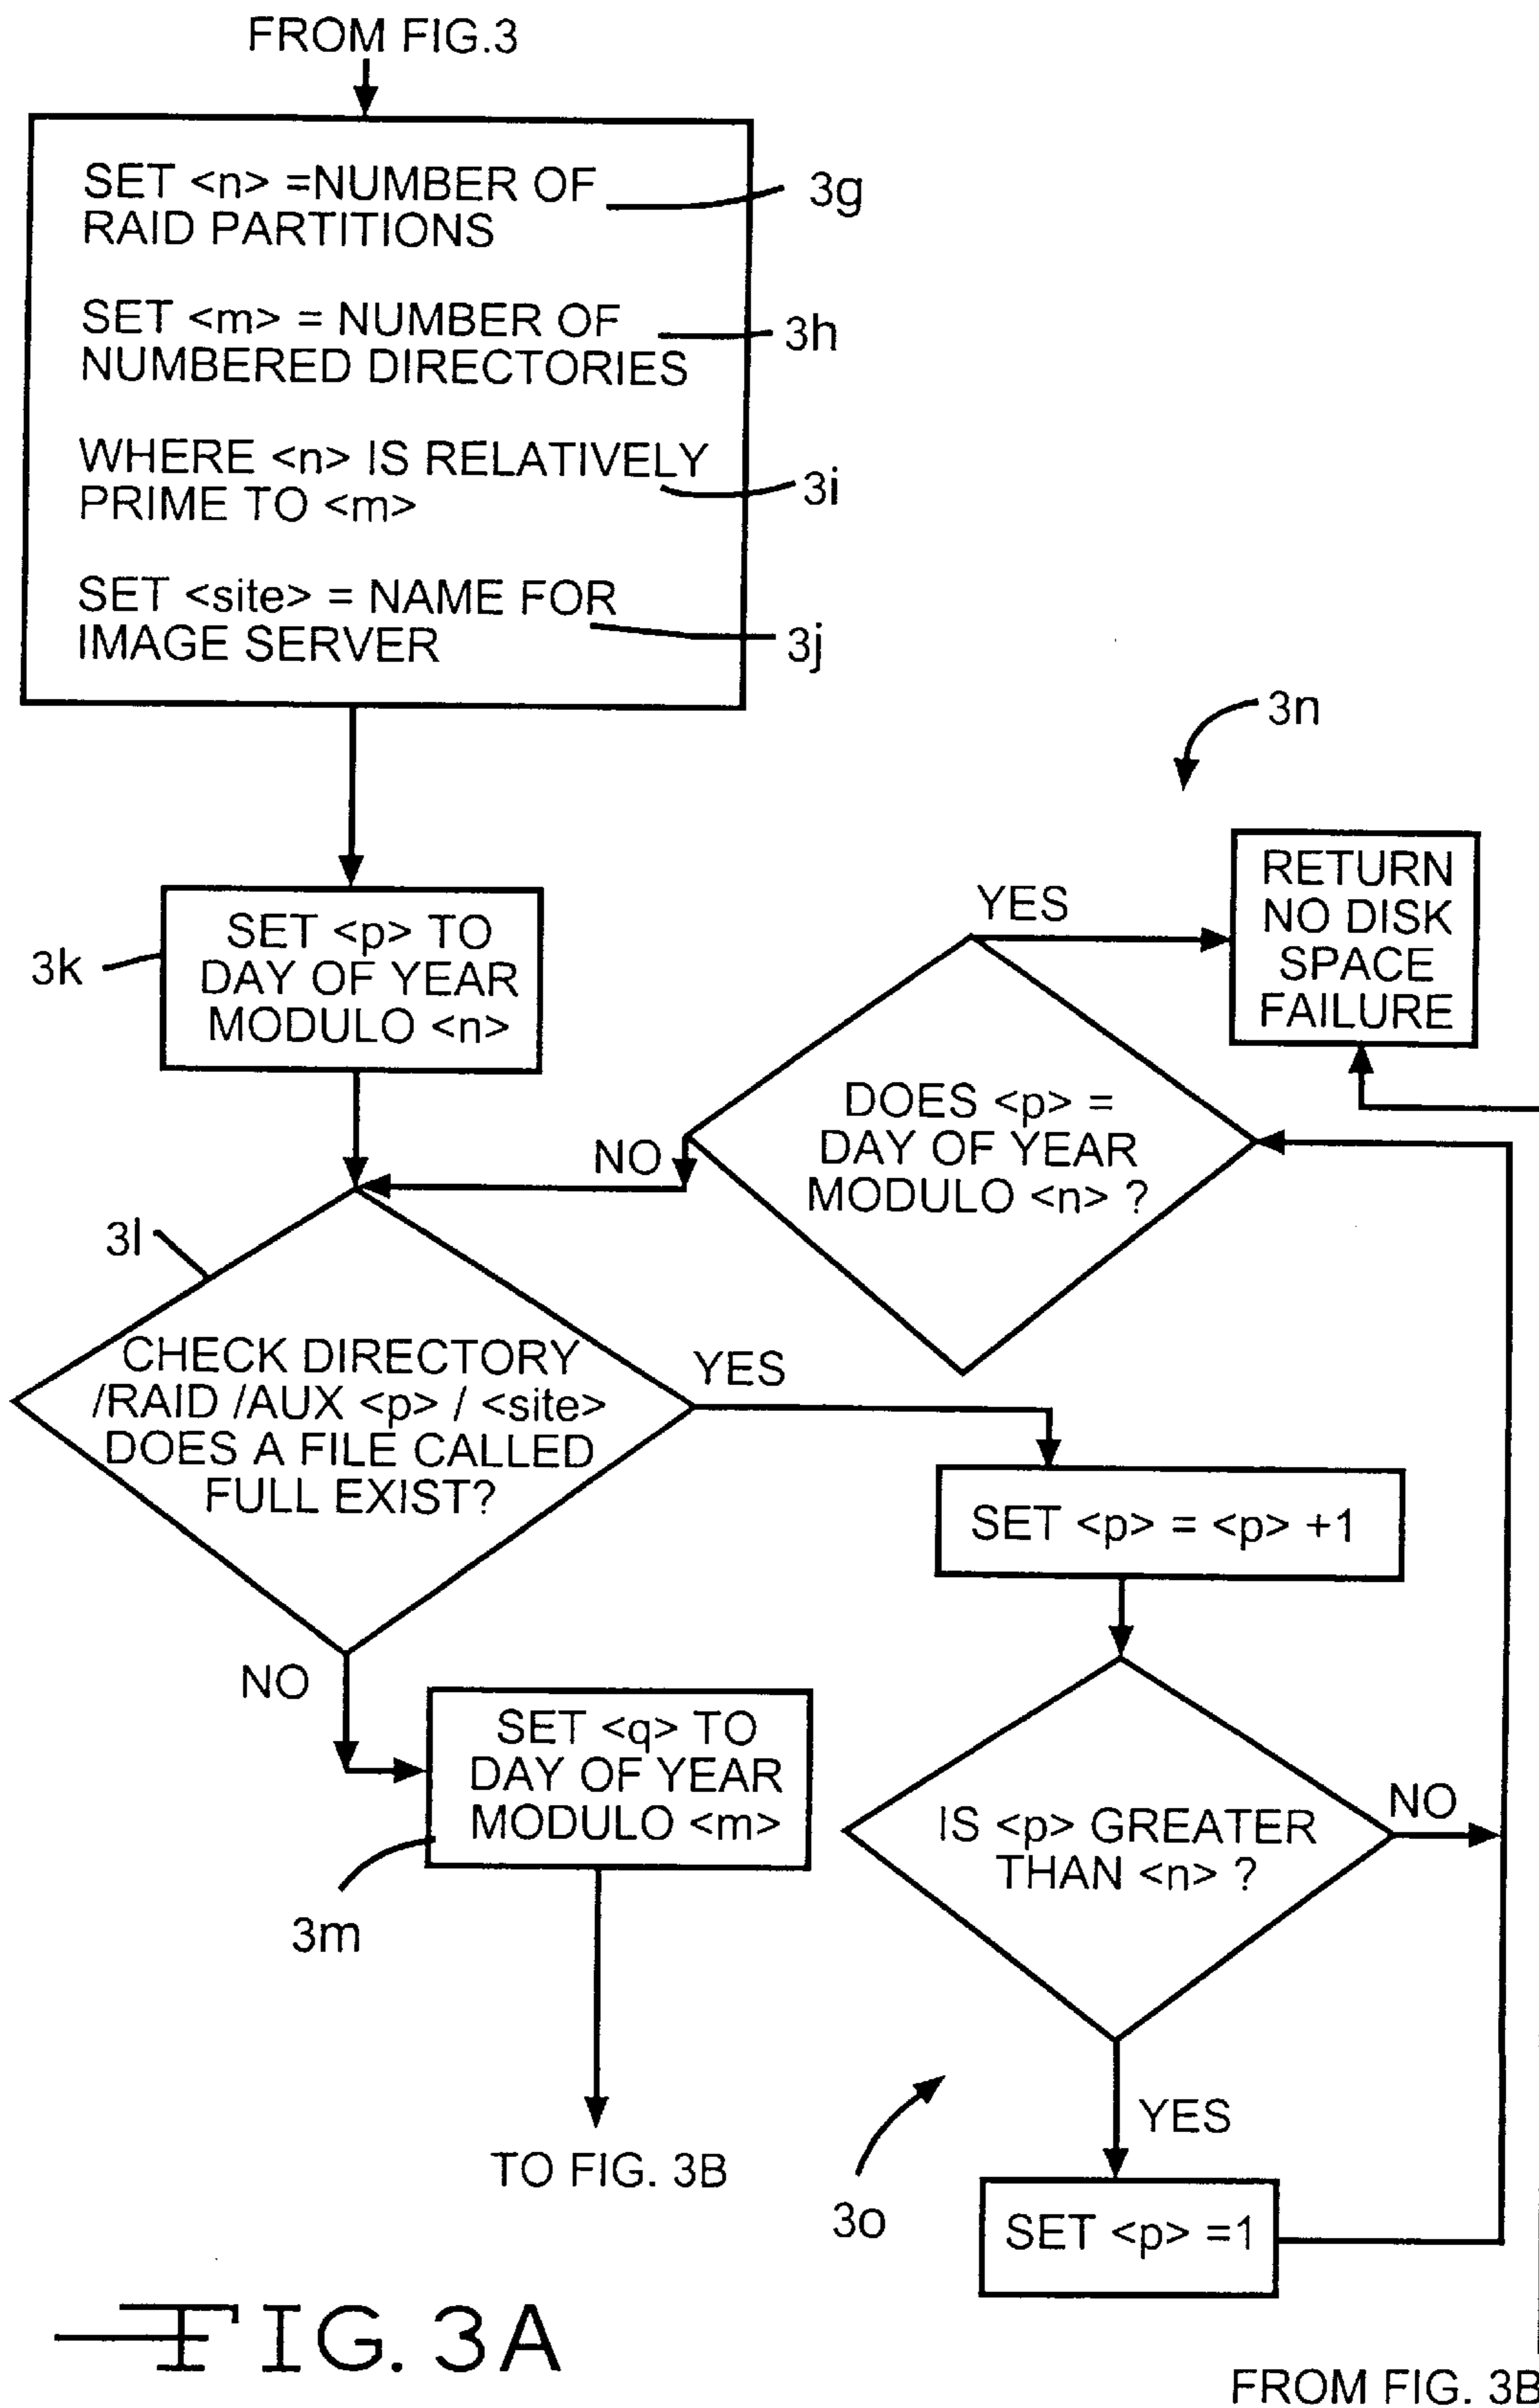 FROM FIG.3
SET <n> =NUMBER OF
RAID PARTITIONS
3g
SET <m> = NUMBER OF
NUMBERED DIRECTORIES
3h
WHERE <n> IS RELATIVELY
PRIME TO <m>
3i
SET <site> = NAME FOR
IMAGE SERVER
3j
3n
RETURN
NO DISK
SPACE
FAILURE
YES
3k
SET <p> TO
DAY OF YEAR
MODULO <n>
DOES <p> =
DAY OF YEAR
MODULO <n> ?
NO
3l
CHECK DIRECTORY
/RAID /AUX <p> / <site>
DOES A FILE CALLED
FULL EXIST?
YES
SET <p> = <p> +1
NO
SET <q> TO
DAY OF YEAR
MODULO <m>
3m
IS <p> GREATER
THAN <n> ?
NO
YES
TO FIG. 3B
3o
SET <p> =1
FIG. 3A
FROM FIG. 3B